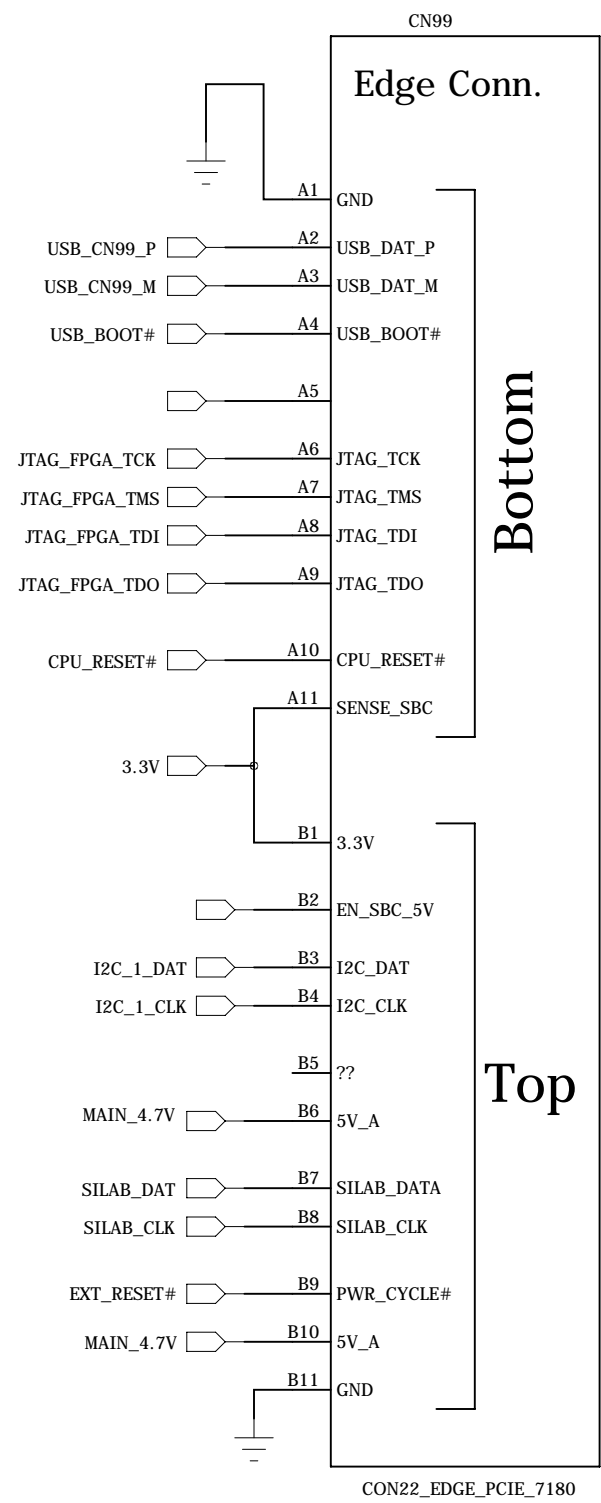 CN99
Edge Conn.
A1 GND
USB_CN99_P A2 USB_DAT_P
USB_CN99_M A3 USB_DAT_M
USB_BOOT# A4 USB_BOOT#
A5
JTAG_FPGA_TCK A6 JTAG_TCK
JTAG_FPGA_TMS A7 JTAG_TMS
JTAG_FPGA_TDI A8 JTAG_TDI
JTAG_FPGA_TDO A9 JTAG_TDO
Bottom
CPU_RESET# A10 CPU_RESET#
A11 SENSE_SBC
3.3V
B1 3.3V
B2 EN_SBC_5V
I2C_1_DAT B3 I2C_DAT
I2C_1_CLK B4 I2C_CLK
B5 ??
Top
MAIN_4.7V B6 5V_A
SILAB_DAT B7 SILAB_DATA
SILAB_CLK B8 SILAB_CLK
EXT_RESET# B9 PWR_CYCLE#
MAIN_4.7V B10 5V_A
B11 GND
CON22_EDGE_PCIE_7180